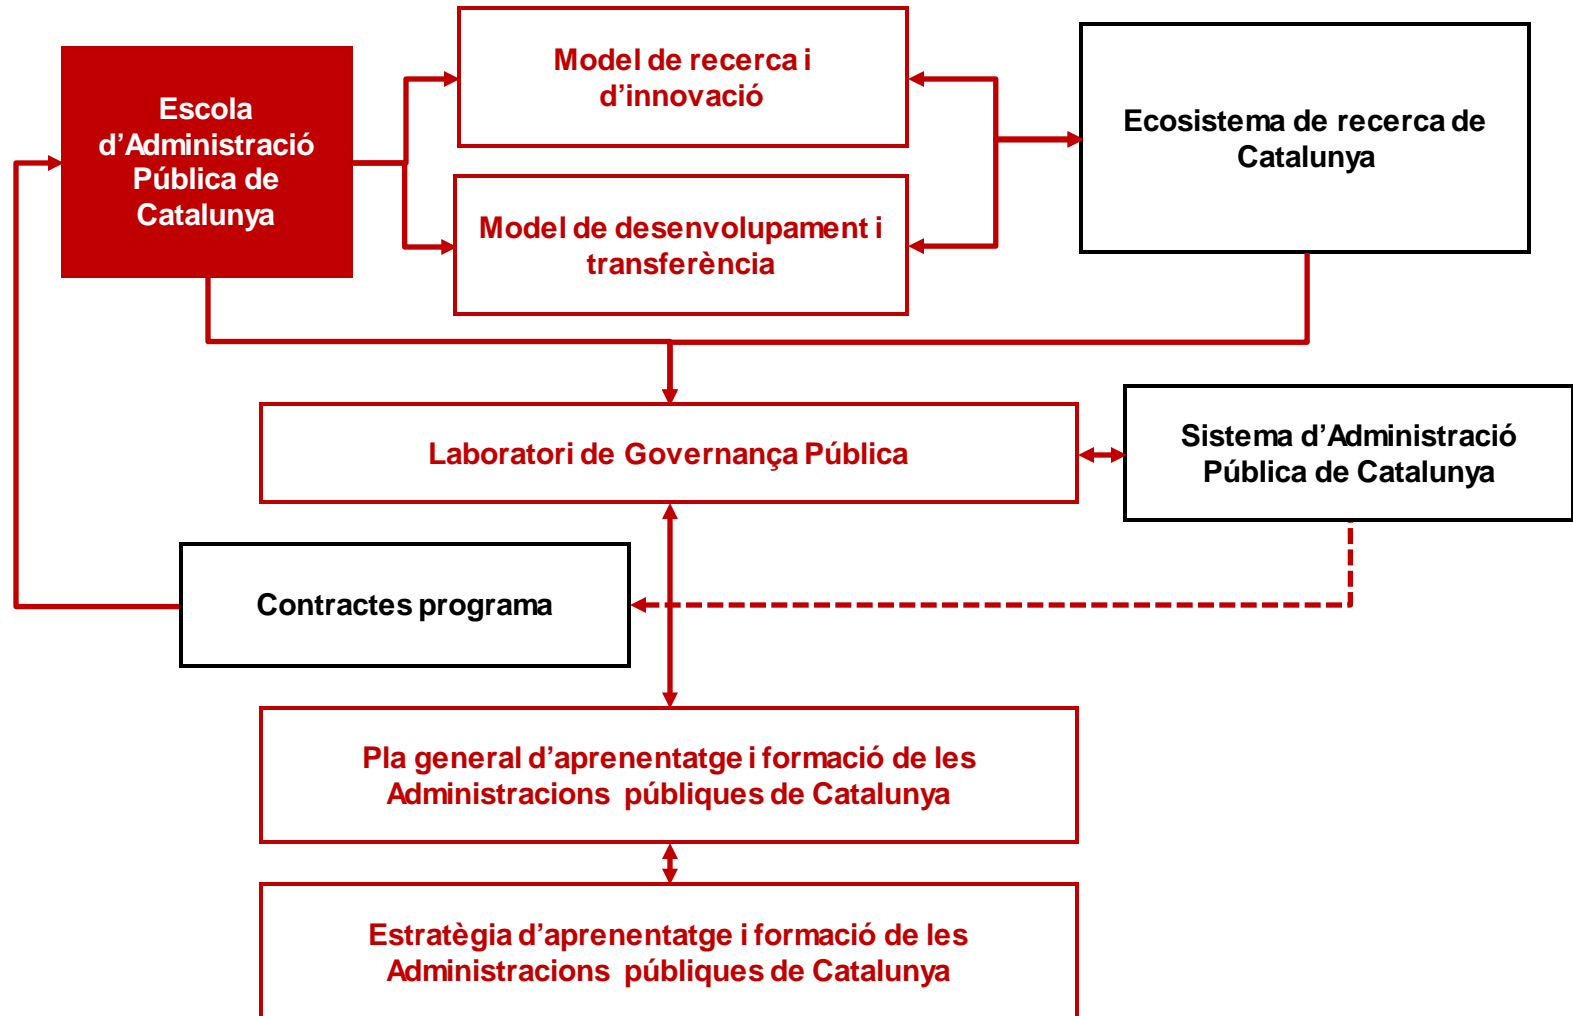 Escola
d’Administració
Pública de
Catalunya
Model de recerca i
d’innovació
Model de desenvolupament i
transferència
Ecosistema de recerca de
Catalunya
Laboratori de Governança Pública
Sistema d’Administració
Pública de Catalunya
Contractes programa
Pla general d’aprenentatge i formació de les
Administracions públiques de Catalunya
Estratègia d’aprenentatge i formació de les
Administracions públiques de Catalunya